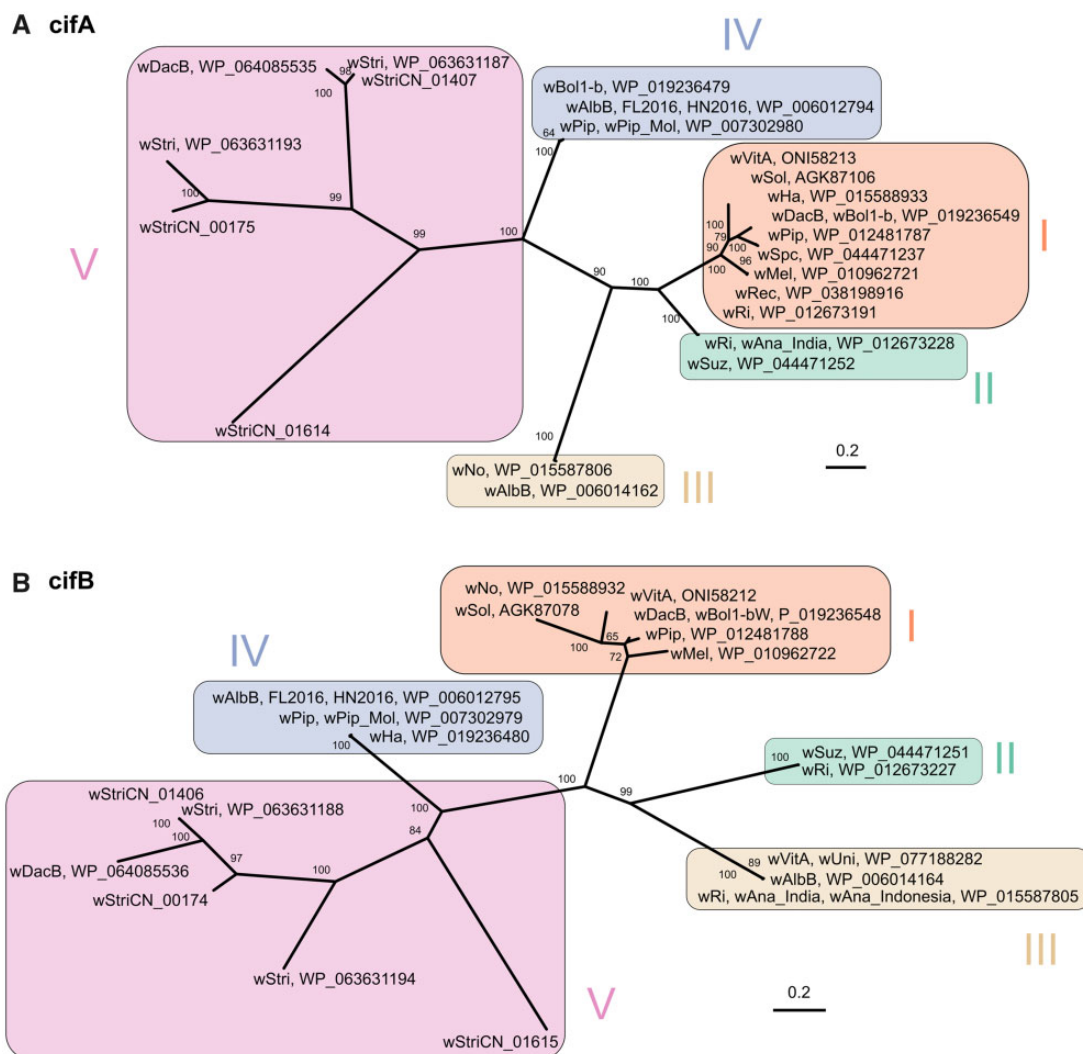 A cifA
IV
wDacB, WP_064085535
98
wStri, WP_063631187
wStriCN_01407
100
wStri, WP_063631193
100
wStriCN_00175
99
99
V
wStriCN_01614
100
wBol1-b, WP_019236479
wAlbB, FL2016, HN2016, WP_006012794
wPip, wPip_Mol, WP_007302980
64
100
wVitA, ONI58213
wSol, AGK87106
wHa, WP_015588933
wDacB, wBol1-b, WP_019236549
wPip, WP_012481787
wSpc, WP_044471237
wMel, WP_010962721
wRec, WP_038198916
wRi, WP_012673191
100
79
90
100
96
100
I
90
100
100
wRi, wAna_India, WP_012673228
wSuz, WP_044471252
II
100
wNo, WP_015587806
wAlbB, WP_006014162
III
0.2
B cifB
wNo, WP_015588932
wVitA, ONI58212
wSol, AGK87078
wDacB, wBol1-bW, P_019236548
wPip, WP_012481788
wMel, WP_010962722
65
100
72
I
IV
wAlbB, FL2016, HN2016, WP_006012795
wPip, wPip_Mol, WP_007302979
wHa, WP_019236480
100
wSuz, WP_044471251
wRi, WP_012673227
100
II
100
99
100
84
wStriCN_01406
wStri, WP_063631188
100
100
wDacB, WP_064085536
97
wStriCN_00174
100
wStri, WP_063631194
wStriCN_01615
V
89
100
wVitA, wUni, WP_077188282
wAlbB, WP_006014164
wRi, wAna_India, wAna_Indonesia, WP_015587805
III
0.2